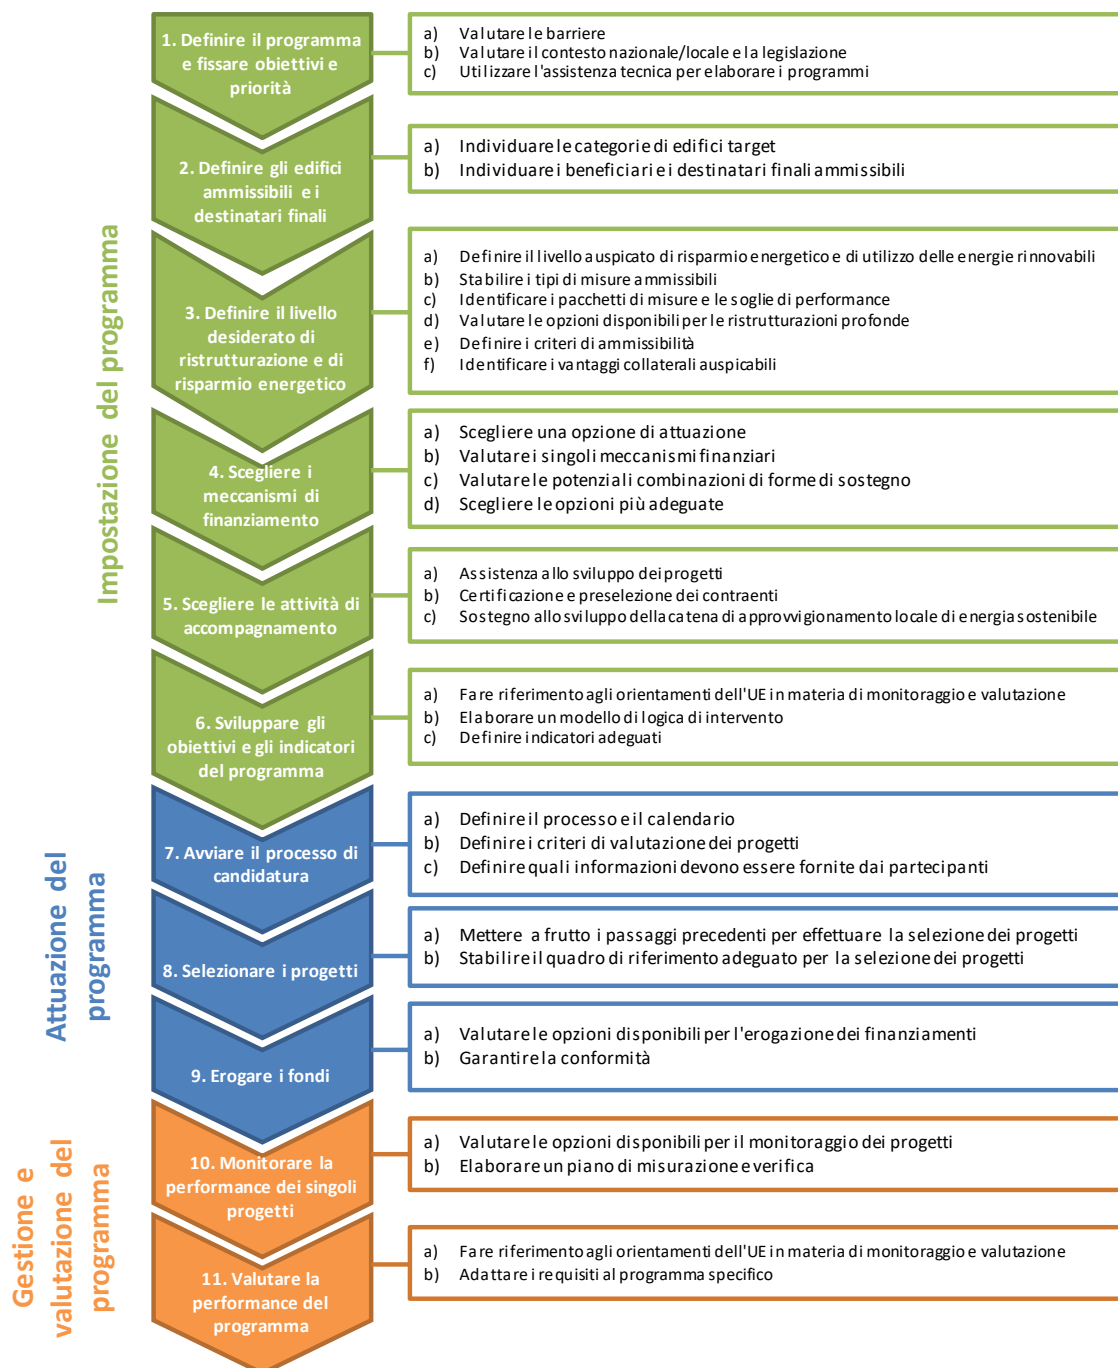 Impostazione del programma
1. Definire il programma
e fissare obiettivi e
priorità
a) Valutare le barriere
b) Valutare il contesto nazionale/locale e la legislazione
c) Utilizzare l'assistenza tecnica per elaborare i programmi
2. Definire gli edifici
ammissibili e i
destinatari finali
a) Individuare le categorie di edifici target
b) Individuare i beneficiari e i destinatari finali ammissibili
3. Definire il livello
desiderato di
ristrutturazione e di
risparmio energetico
a) Definire il livello auspicato di risparmio energetico e di utilizzo delle energie rinnovabili
b) Stabilire i tipi di misure ammissibili
c) Identificare i pacchetti di misure e le soglie di performance
d) Valutare le opzioni disponibili per le ristrutturazioni profonde
e) Definire i criteri di ammissibilità
f) Identificare i vantaggi collaterali auspicabili
4. Scegliere i
meccanismi di
finanziamento
a) Scegliere una opzione di attuazione
b) Valutare i singoli meccanismi finanziari
c) Valutare le potenziali combinazioni di forme di sostegno
d) Scegliere le opzioni più adeguate
5. Scegliere le attività di
accompagnamento
a) Assistenza allo sviluppo dei progetti
b) Certificazione e preselezione dei contraenti
c) Sostegno allo sviluppo della catena di approvvigionamento locale di energia sostenibile
6. Sviluppare gli
obiettivi e gli indicatori
del programma
a) Fare riferimento agli orientamenti dell'UE in materia di monitoraggio e valutazione
b) Elaborare un modello di logica di intervento
c) Definire indicatori adeguati
Attuazione del
programma
7. Avviare il processo di
candidatura
a) Definire il processo e il calendario
b) Definire i criteri di valutazione dei progetti
c) Definire quali informazioni devono essere fornite dai partecipanti
8. Selezionare i progetti
a) Mettere a frutto i passaggi precedenti per effettuare la selezione dei progetti
b) Stabilire il quadro di riferimento adeguato per la selezione dei progetti
9. Erogare i fondi
a) Valutare le opzioni disponibili per l'erogazione dei finanziamenti
b) Garantire la conformità
Gestione e
valutazione del
programma
10. Monitorare la
performance dei singoli
progetti
a) Valutare le opzioni disponibili per il monitoraggio dei progetti
b) Elaborare un piano di misurazione e verifica
11. Valutare la
performance del
programma
a) Fare riferimento agli orientamenti dell'UE in materia di monitoraggio e valutazione
b) Adattare i requisiti al programma specifico